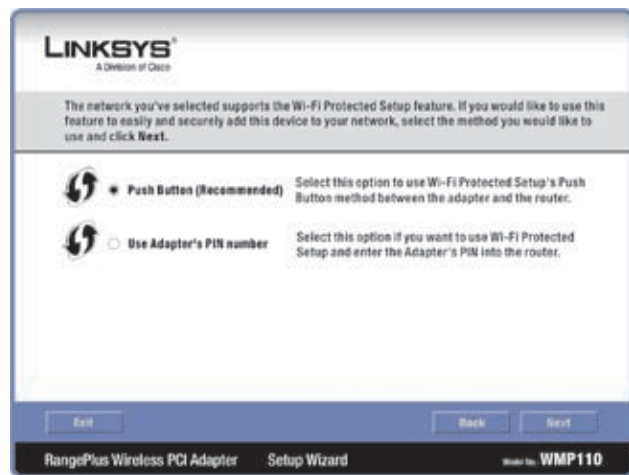 LINKSYS®
A Division of Cisco
The network you've selected supports the Wi-Fi Protected Setup feature. If you would like to use this
feature to easily and securely add this device to your network, select the method you would like to
use and click Next.
Push Button (Recommended)
Select this option to use Wi-Fi Protected Setup's Push
Button method between the adapter and the router.
Use Adapter's PIN number
Select this option if you want to use Wi-Fi Protected
Setup and enter the Adapter's PIN into the router.
Exit
Back
Next
RangePlus Wireless PCI Adapter Setup Wizard
Model No. WMP110